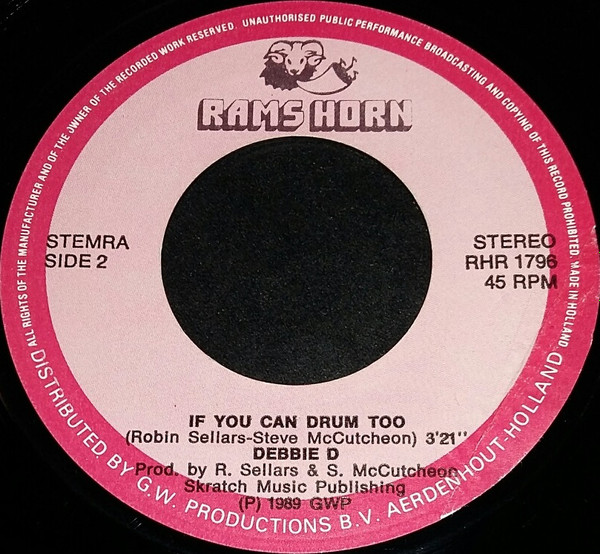 ALL RIGHTS OF THE MANUFACTURER AND OF THE OWNER OF THE RECORDED WORK RESERVED. UNAUTHORISED PUBLIC PERFORMANCE BROADCASTING AND COPYING OF THIS RECORD PROHIBITED. MADE IN HOLLAND
RAMS HORN
STEMRA
SIDE 2
STEREO
RHR 1796
45 RPM
IF YOU CAN DRUM TOO
(Robin Sellars-Steve McCutcheon) 3'21"
DEBBIE D
Prod. by R. Sellars & S. McCutcheon
Skratch Music Publishing
(P) 1989 GWP
DISTRIBUTED BY G.W. PRODUCTIONS B.V. AERDENHOUT-HOLLAND